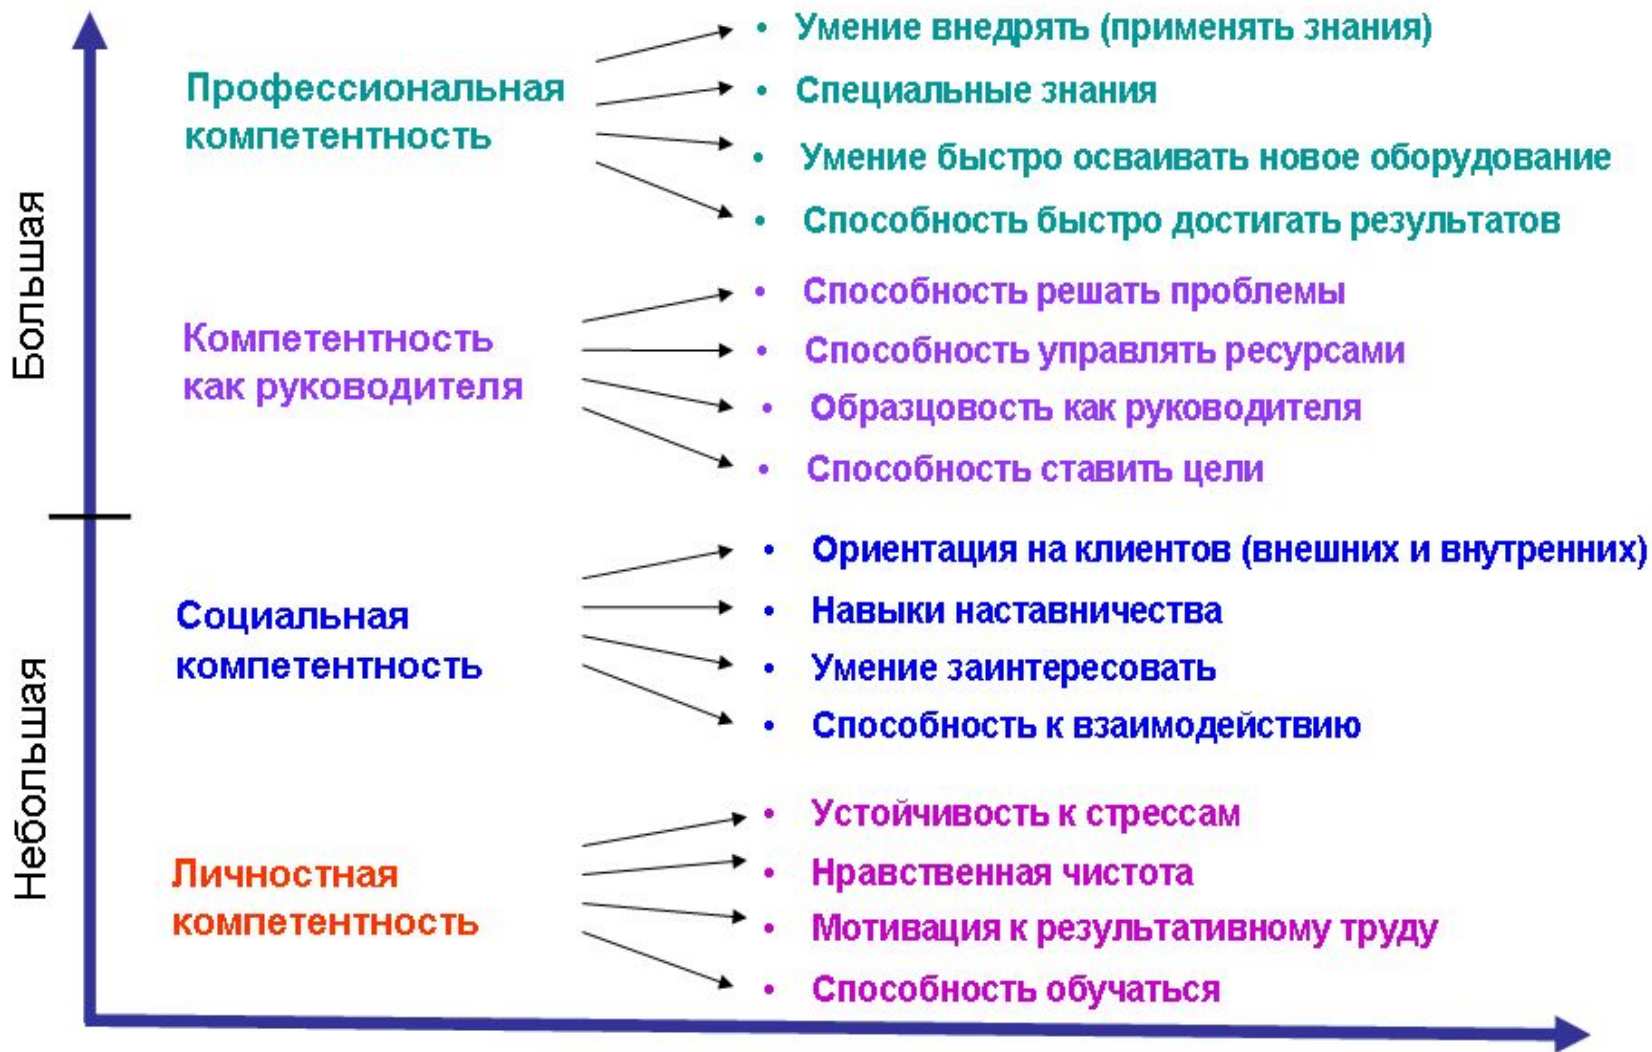 Большая
Профессиональная
компетентность
• Умение внедрять (применять знания)
• Специальные знания
• Умение быстро осваивать новое оборудование
• Способность быстро достигать результатов
Компетентность
как руководителя
• Способность решать проблемы
• Способность управлять ресурсами
• Образцовость как руководителя
• Способность ставить цели
Небольшая
Социальная
компетентность
• Ориентация на клиентов (внешних и внутренних)
• Навыки наставничества
• Умение заинтересовать
• Способность к взаимодействию
Личностная
компетентность
• Устойчивость к стрессам
• Нравственная чистота
• Мотивация к результативному труду
• Способность обучаться